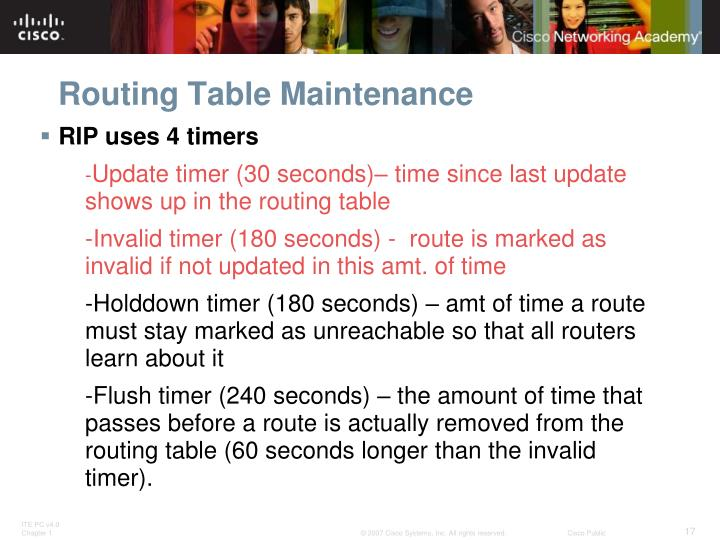 CISCO.
Cisco Networking Academy®
Routing Table Maintenance
▪ RIP uses 4 timers
-Update timer (30 seconds)– time since last update
shows up in the routing table
-Invalid timer (180 seconds) -  route is marked as
invalid if not updated in this amt. of time
-Holddown timer (180 seconds) – amt of time a route
must stay marked as unreachable so that all routers
learn about it
-Flush timer (240 seconds) – the amount of time that
passes before a route is actually removed from the
routing table (60 seconds longer than the invalid
timer).
ITE PC v4.0
Chapter 1
© 2007 Cisco Systems, Inc. All rights reserved.
Cisco Public
17